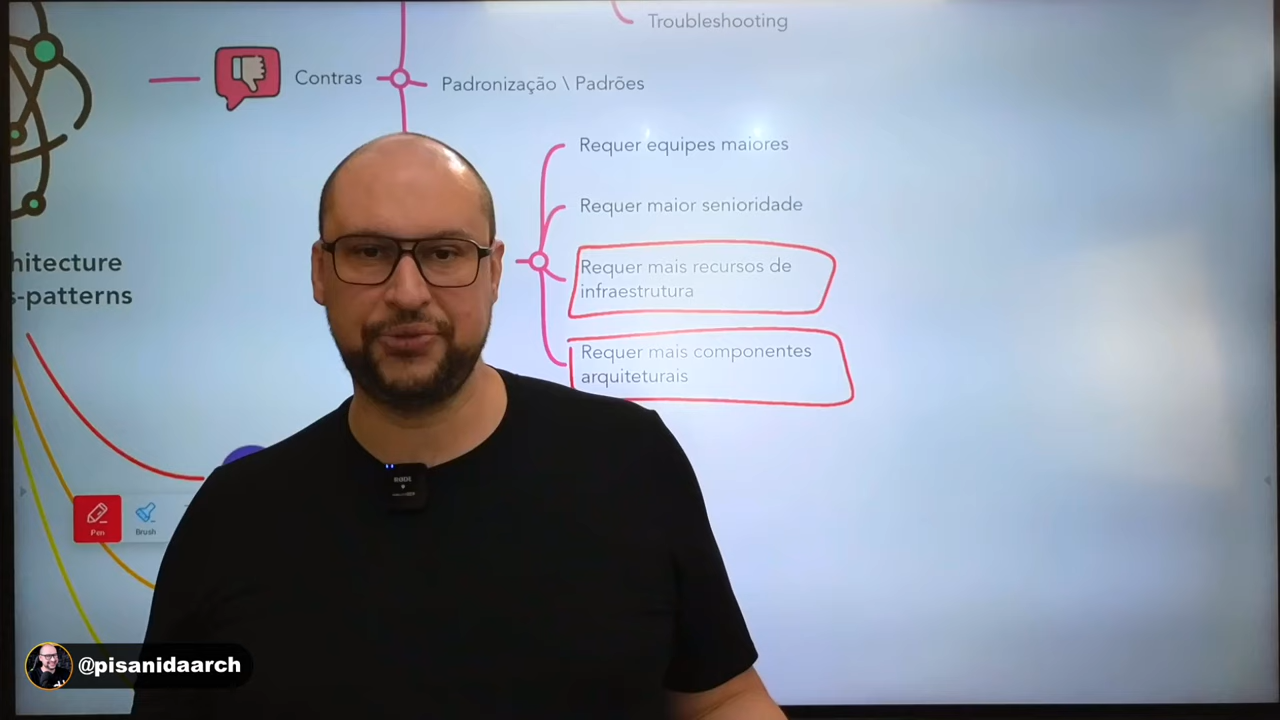 Troubleshooting
Contras
Padronização \ Padrões
Requer equipes maiores
Requer maior senioridade
hitecture
s-patterns
Requer mais recursos de
infraestrutura
Requer mais componentes
arquiteturais
RØDE
Pen
Brush
@pisanidaarch